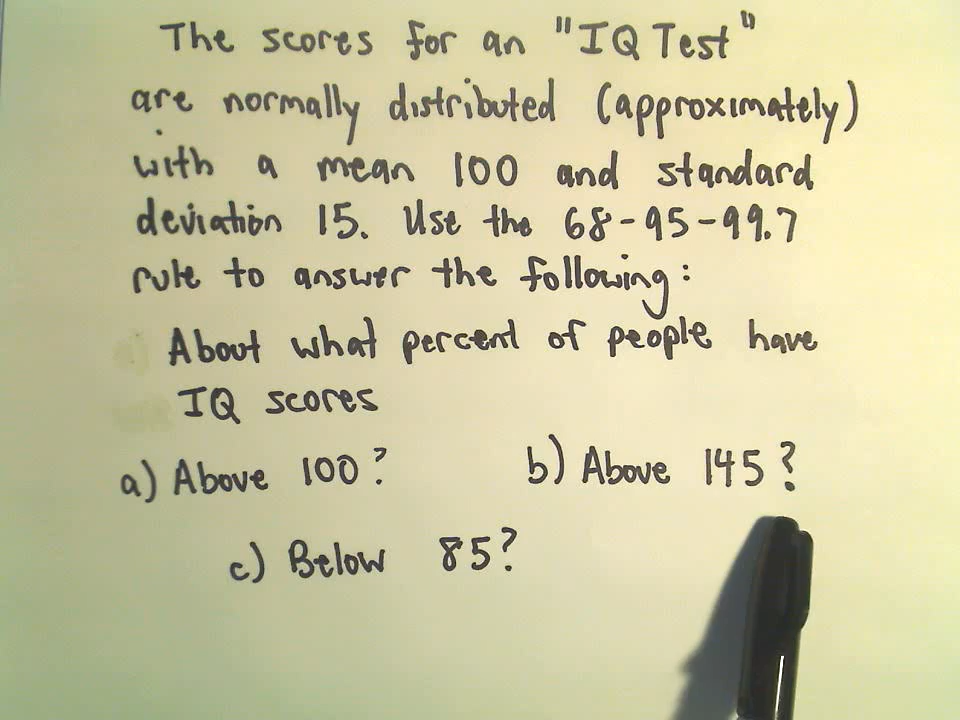 The scores for an "IQ Test"
are normally distributed (approximately)
with a mean 100 and standard
deviation 15. Use the 68-95-99.7
rule to answer the following:
About what percent of people have
IQ scores
a) Above 100? b) Above 145?
c) Below 85?